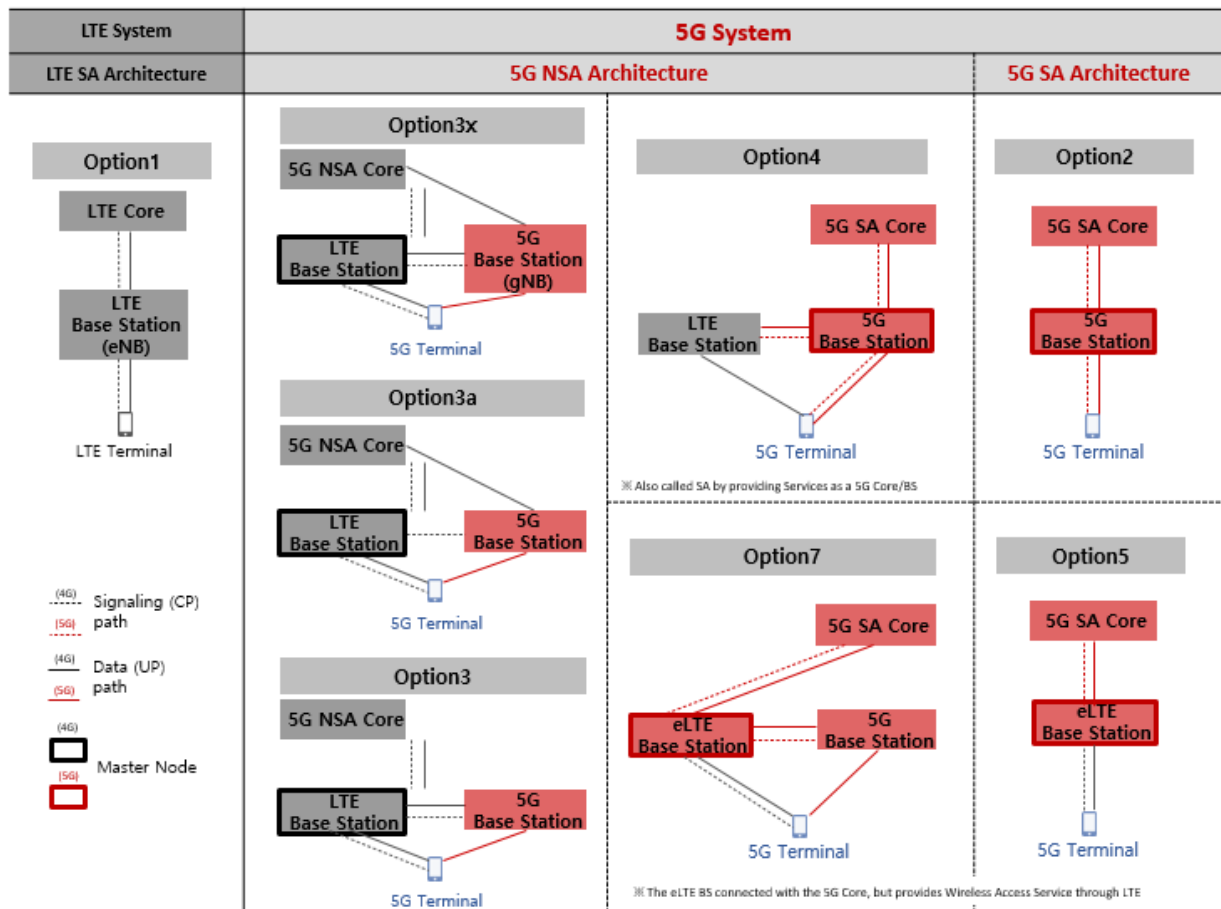 LTE System
5G System
LTE SA Architecture
5G NSA Architecture
5G SA Architecture
Option1
LTE Core
LTE
Base Station
(eNB)
LTE Terminal
(4G)
Signaling (CP)
(5G)
path
(4G)
Data (UP)
(5G)
path
(4G)
(5G)
Master Node
Option3x
5G NSA Core
LTE
Base Station
5G
Base Station
(gNB)
5G Terminal
Option3a
5G NSA Core
LTE
Base Station
5G
Base Station
5G Terminal
Option3
5G NSA Core
LTE
Base Station
5G
Base Station
5G Terminal
Option4
5G SA Core
LTE
Base Station
5G
Base Station
5G Terminal
※ Also called SA by providing Services as a 5G Core/BS
Option7
5G SA Core
eLTE
Base Station
5G
Base Station
5G Terminal
Option2
5G SA Core
5G
Base Station
5G Terminal
Option5
5G SA Core
eLTE
Base Station
5G Terminal
※ The eLTE BS connected with the 5G Core, but provides Wireless Access Service through LTE